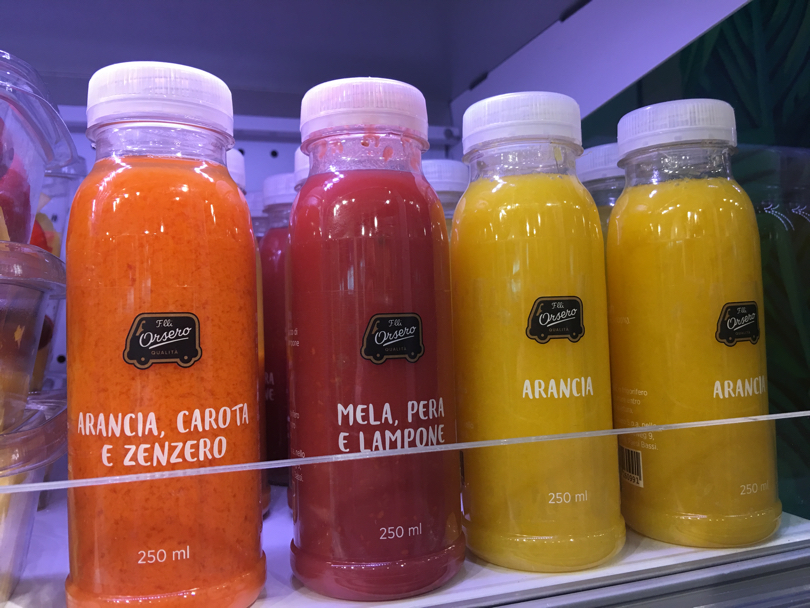 F.lli
Orsero
QUALITÀ
ARANCIA, CAROTA
E ZENZERO
250 ml
F.lli
Orsero
QUALITÀ
MELA, PERA
E LAMPONE
250 ml
F.lli
Orsero
QUALITÀ
ARANCIA
250 ml
F.lli
Orsero
QUALITÀ
ARANCIA
250 ml